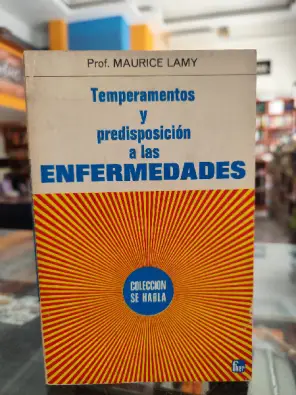 Prof. MAURICE LAMY
Temperamentos
y
predisposición
a las
ENFERMEDADES
COLECCION
SE HABLA